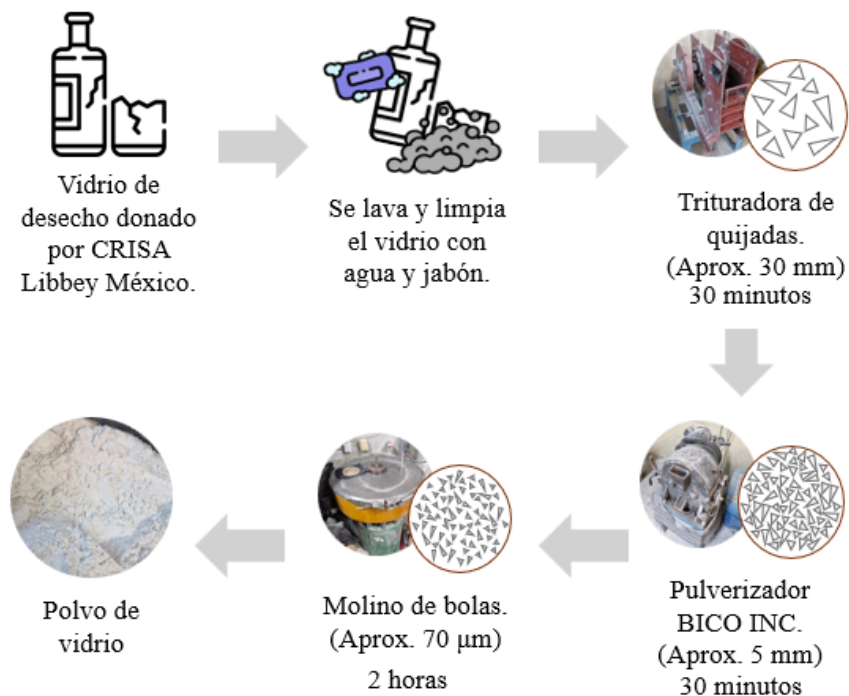 Vidrio de
desecho donado
por CRISA
Libbey México.
Se lava y limpia
el vidrio con
agua y jabón.
Trituradora de
quijadas.
(Aprox. 30 mm)
30 minutos
Pulverizador
BICO INC.
(Aprox. 5 mm)
30 minutos
Molino de bolas.
(Aprox. 70 μm)
2 horas
Polvo de
vidrio